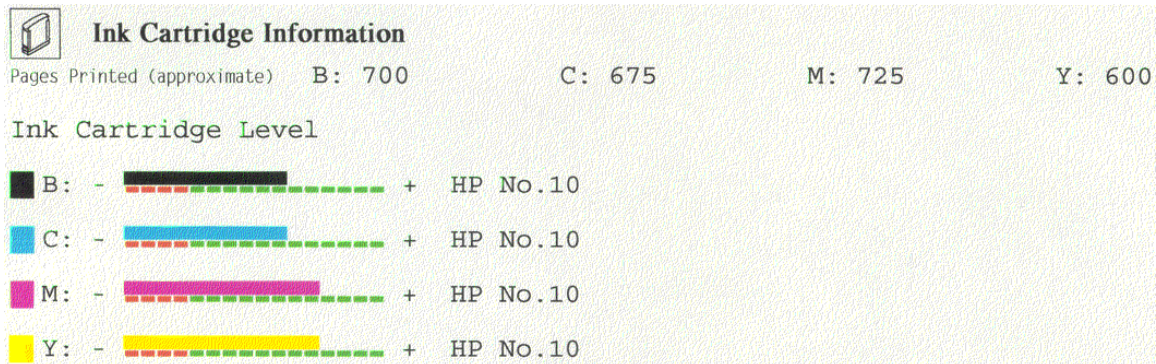 Ink Cartridge Information
Pages Printed (approximate) B: 700 C: 675 M: 725 Y: 600
Ink Cartridge Level
B: - + HP No.10
C: - + HP No.10
M: - + HP No.10
Y: - + HP No.10